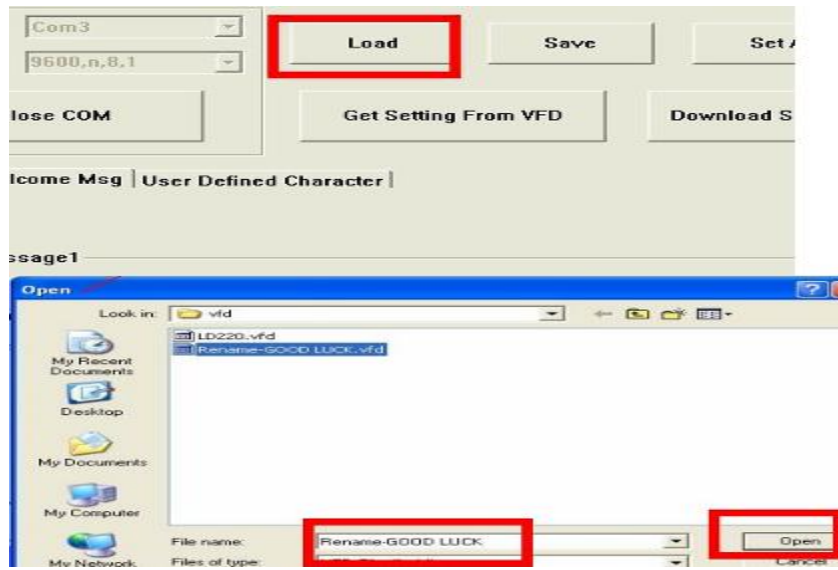 Com3
Load
Save
Set A
9600,n,8,1
lose COM
Get Setting From VFD
Download S
lcome Msg
User Defined Character
ssage1
Open
Look in:
vfd
LD220.vfd
Rename-GOOD LUCK.vfd
My Recent
Documents
Desktop
My Documents
My Computer
My Network
File name:
Rename-GOOD LUCK
Open
Files of type:
Cancel